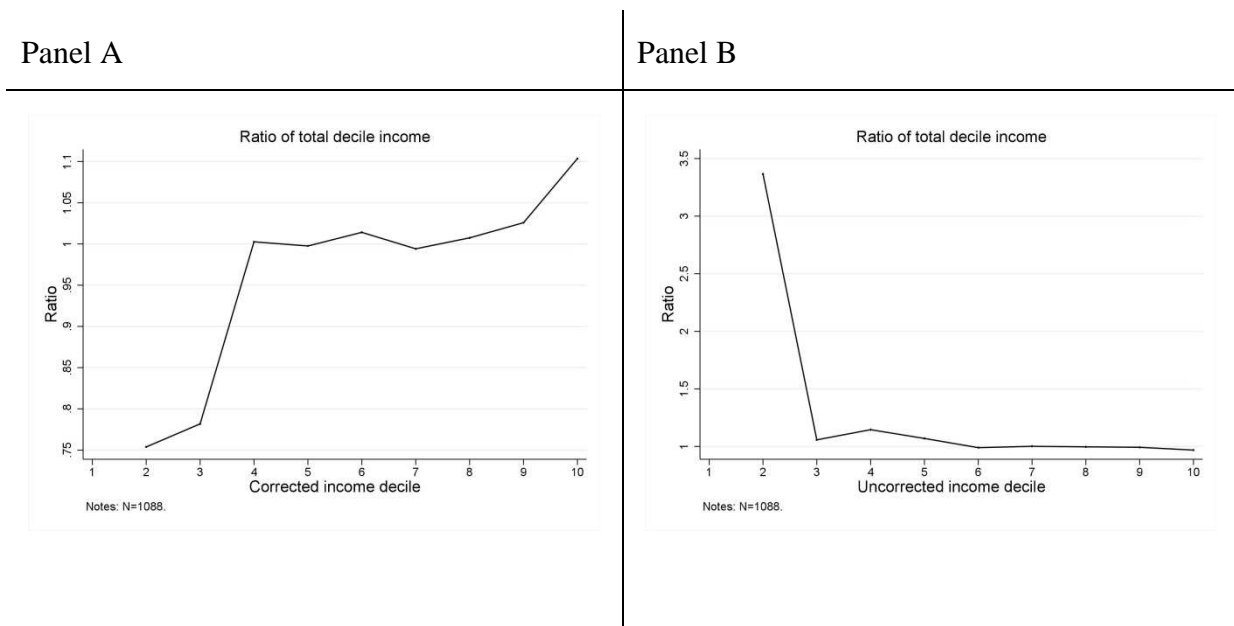 Panel A
Ratio of total decile income
1.1
1.05
1
.95
.9
.85
.8
.75
Ratio
1 2 3 4 5 6 7 8 9 10
Corrected income decile
Notes: N=1088.
Panel B
Ratio of total decile income
3.5
3
2.5
2
1.5
1
Ratio
1 2 3 4 5 6 7 8 9 10
Uncorrected income decile
Notes: N=1088.